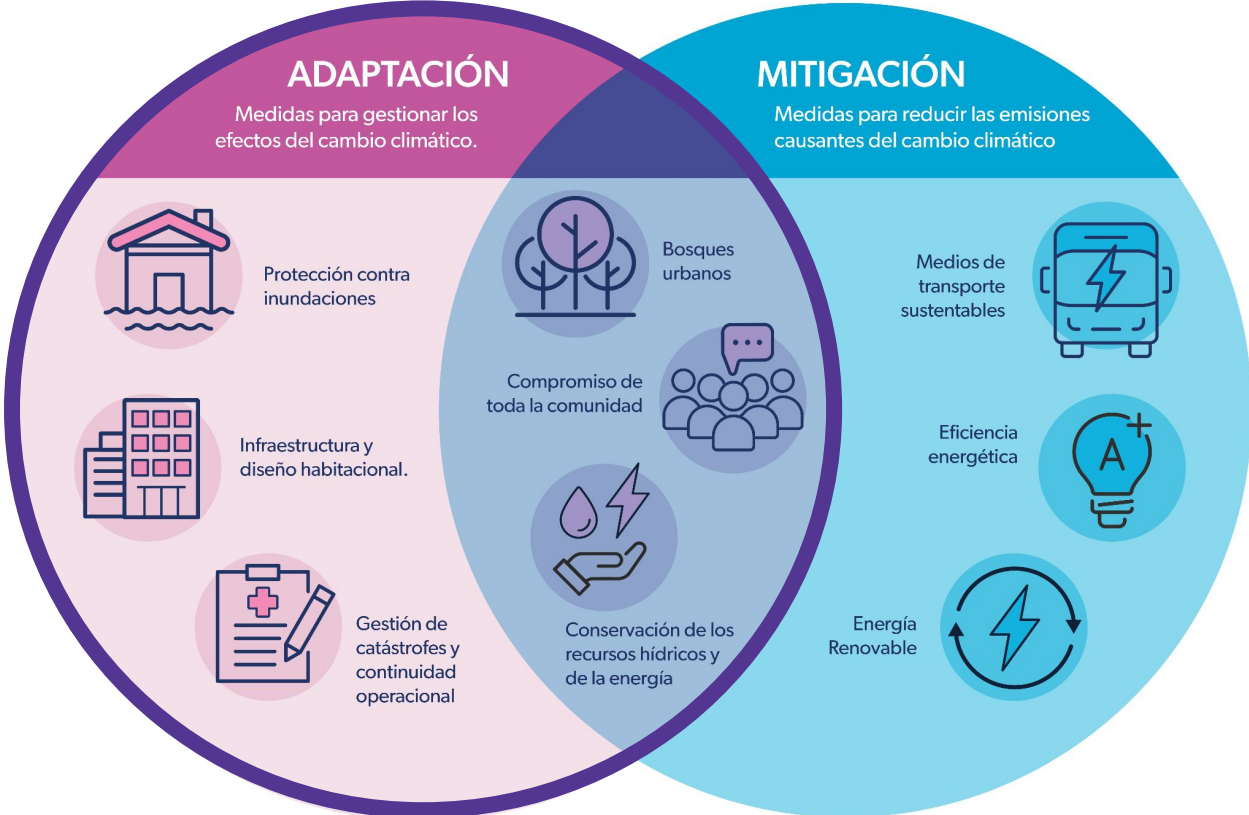 ADAPTACIÓN
Medidas para gestionar los
efectos del cambio climático.
MITIGACIÓN
Medidas para reducir las emisiones
causantes del cambio climático
Protección contra
inundaciones
Infraestructura y
diseño habitacional.
Gestión de
catástrofes y
continuidad
operacional
Bosques
urbanos
Compromiso de
toda la comunidad
Conservación de los
recursos hídricos y
de la energía
Medios de
transporte
sustentables
Eficiencia
energética
A+
Energía
Renovable